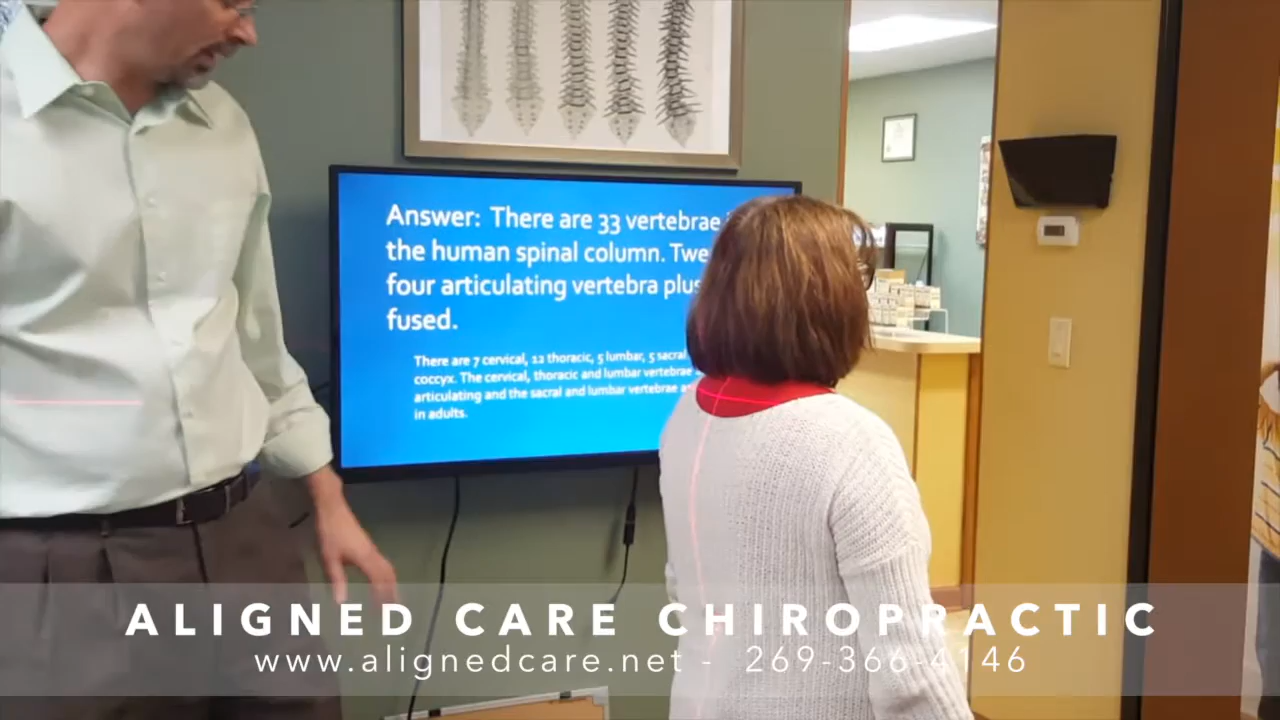 Answer: There are 33 vertebrae
the human spinal column.
four articulating vertebra plus
fused.
There are 7 cervical, 12 thoracic, 5 lumbar, 5 sacral
coccyx. The cervical, thoracic and lumbar vertebrae
articulating and the sacral and lumbar vertebrae
in adults.
ALIGNED CARE CHIROPRACTIC
www.alignedcare.net - 269-366-4146